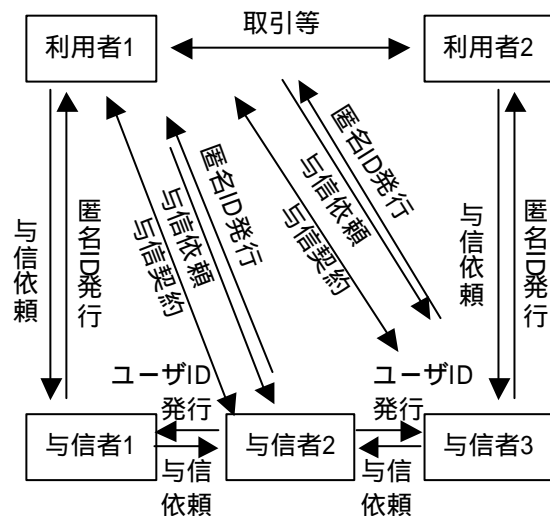 取引等
利用者1
利用者2
与信依頼
匿名ID発行
与信契約
与信依頼
匿名ID発行
与信契約
与信依頼
匿名ID発行
与信依頼
匿名ID発行
ユーザID
発行
ユーザID
発行
与信者1
与信者2
与信者3
与信
依頼
与信
依頼